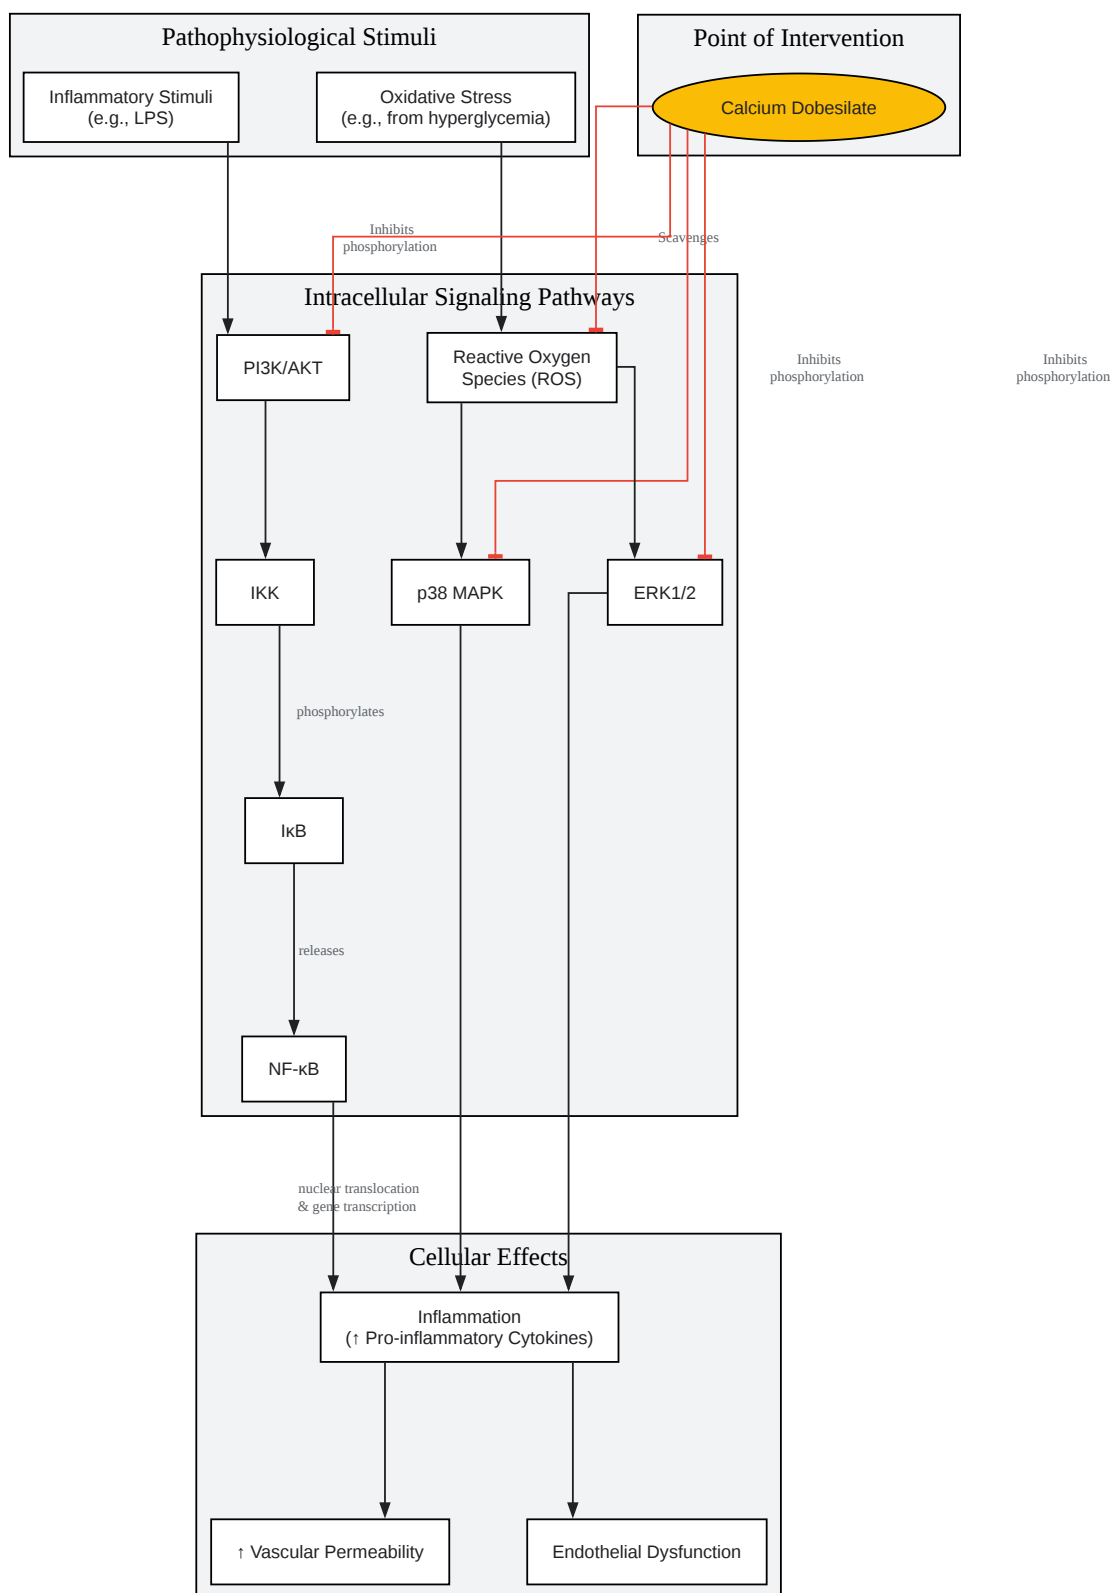 Pathophysiological Stimuli
Point of Intervention
Inflammatory Stimuli
(e.g., LPS)
Oxidative Stress
(e.g., from hyperglycemia)
Calcium Dobesilate
Inhibits
phosphorylation
Scavenges
Intracellular Signaling Pathways
PI3K/AKT
Reactive Oxygen
Species (ROS)
Inhibits
phosphorylation
Inhibits
phosphorylation
IKK
p38 MAPK
ERK1/2
phosphorylates
IκB
releases
NF-κB
nuclear translocation
& gene transcription
Cellular Effects
Inflammation
(↑ Pro-inflammatory Cytokines)
↑ Vascular Permeability
Endothelial Dysfunction